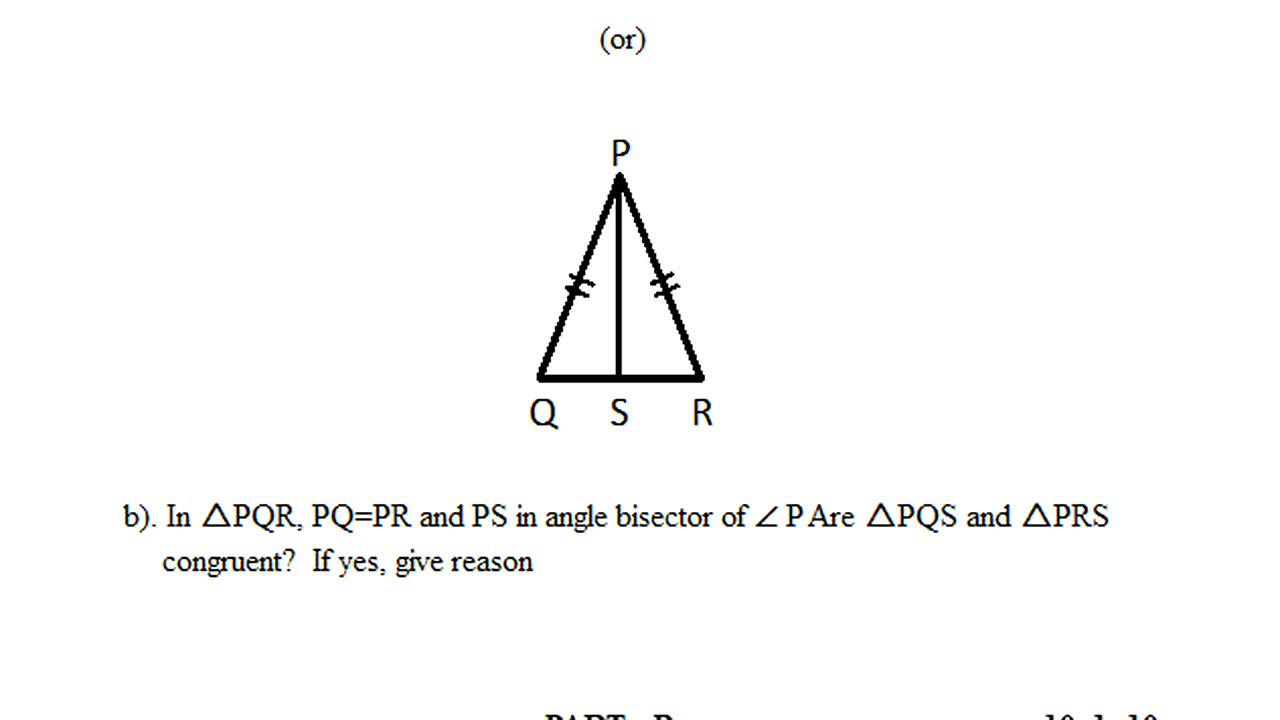 (or)
P
Q S R
b). In △PQR, PQ=PR and PS in angle bisector of ∠P Are △PQS and △PRS
congruent? If yes, give reason